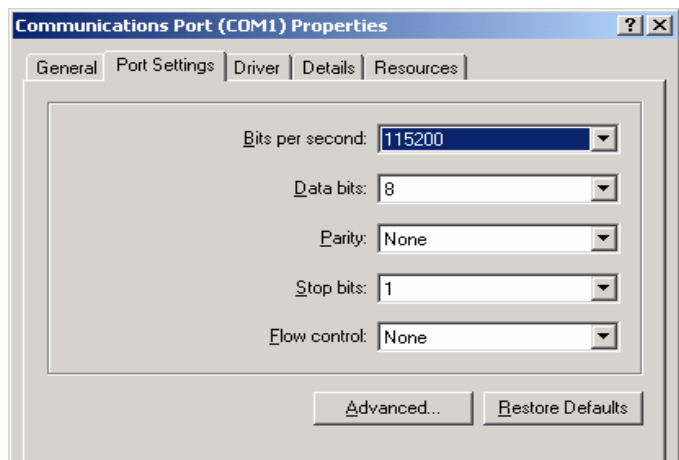 Communications Port (COM1) Properties ? ×
General Port Settings Driver Details Resources
Bits per second: 115200
Data bits: 8
Parity: None
Stop bits: 1
Flow control: None
Advanced... Restore Defaults